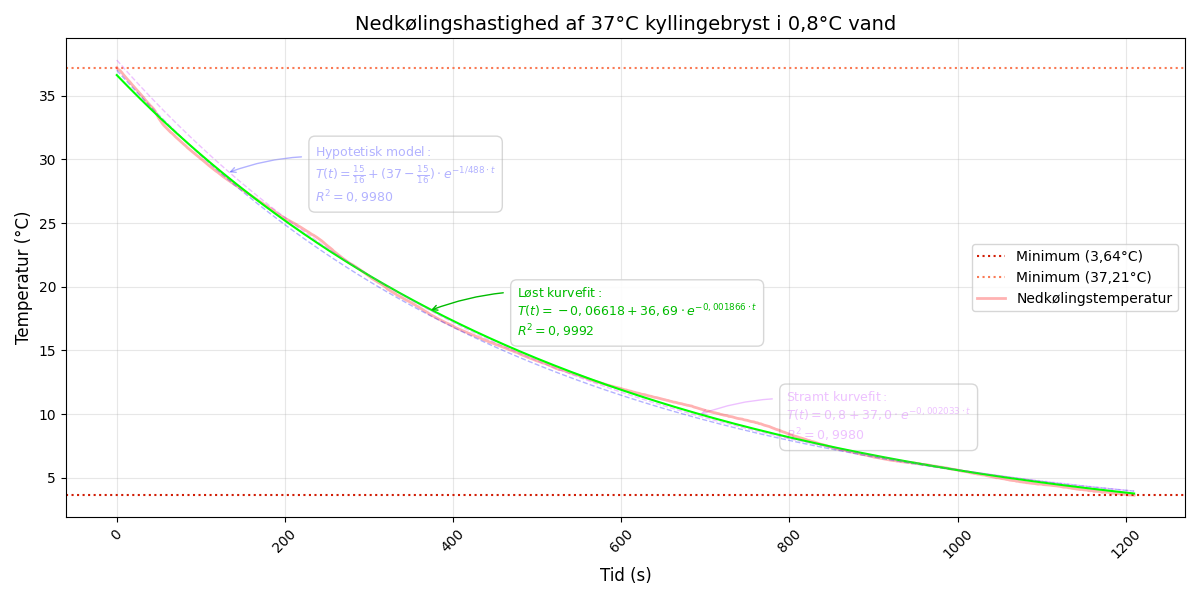 Nedkølingshastighed af 37°C kyllingebryst i 0,8°C vand
Temperatur (°C)
35
30
25
20
15
10
5
Hypotetisk model :
T(t) = 15/16 + (37 − 15/16) · e^{−1/488 · t}
R² = 0, 9980
Løst kurvefit :
T(t) = −0, 06618 + 36, 69 · e^{−0, 001866 · t}
R² = 0, 9992
Stramt kurvefit :
T(t) = 0, 8 + 37, 0 · e^{−0, 002033 · t}
R² = 0, 9980
Minimum (3,64°C)
Minimum (37,21°C)
Nedkølingstemperatur
0
200
400
600
800
1000
1200
Tid (s)